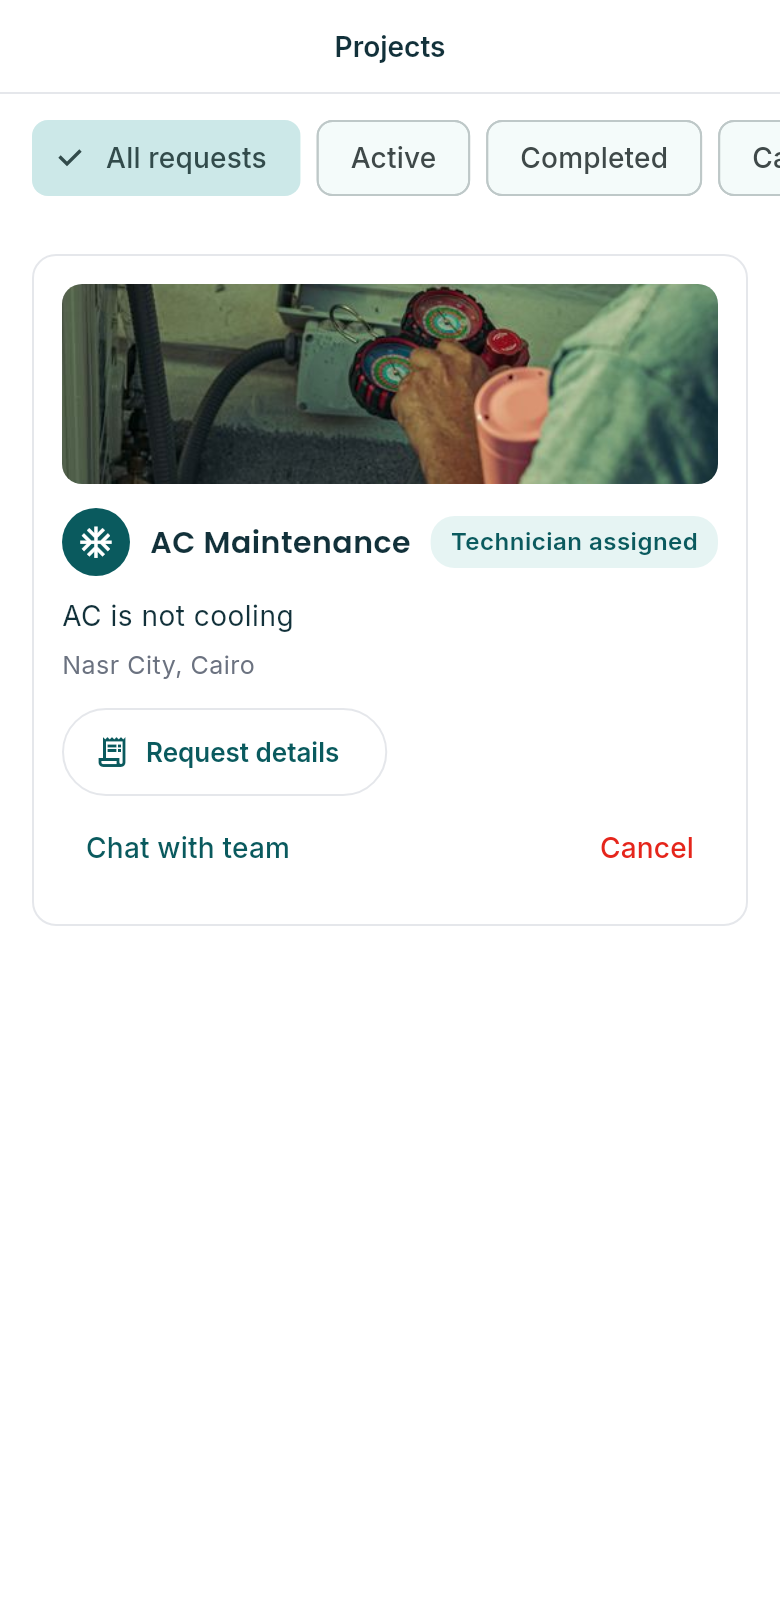 Projects
All requests
Active
Completed
AC Maintenance
Technician assigned
AC is not cooling
Nasr City, Cairo
Request details
Chat with team
Cancel